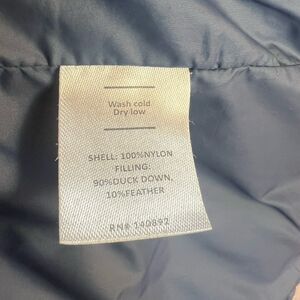 Wash cold
Dry low
SHELL: 100%NYLON
FILLING:
90%DUCK DOWN,
10%FEATHER
RN# 140892